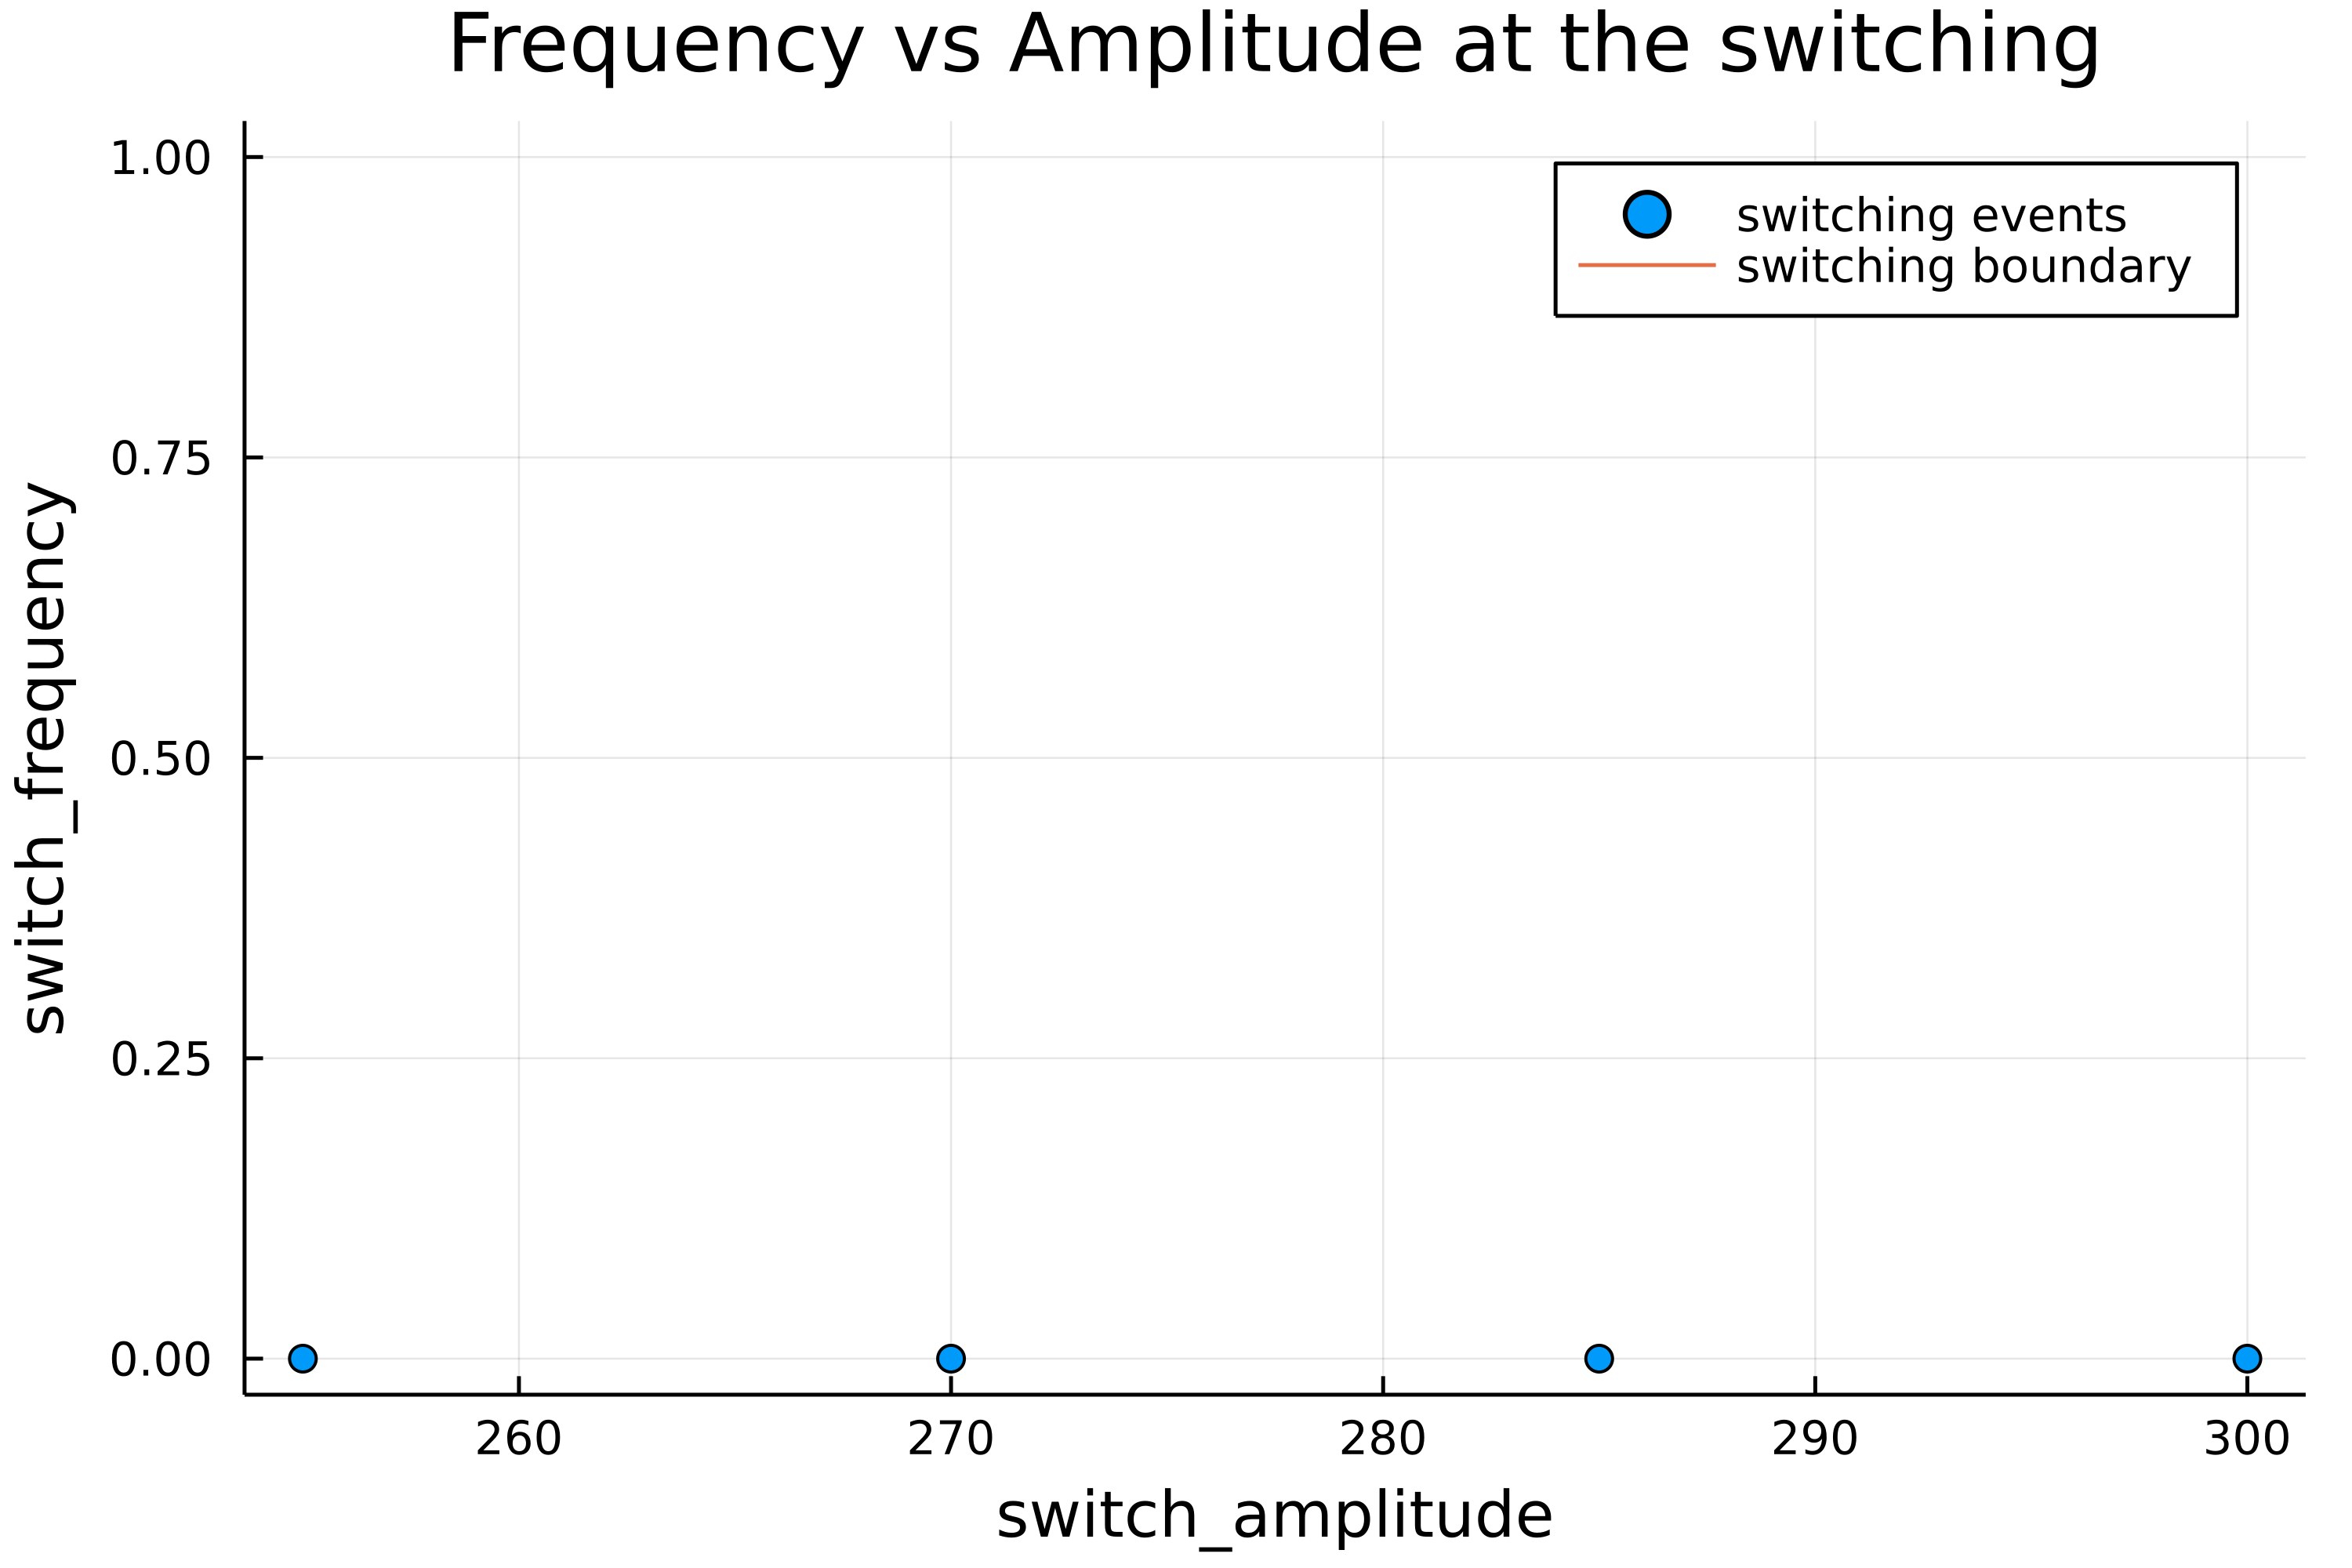 Frequency vs Amplitude at the switching
switching events
switching boundary
1.00
0.75
0.50
0.25
0.00
switch_frequency
260
270
280
290
300
switch_amplitude